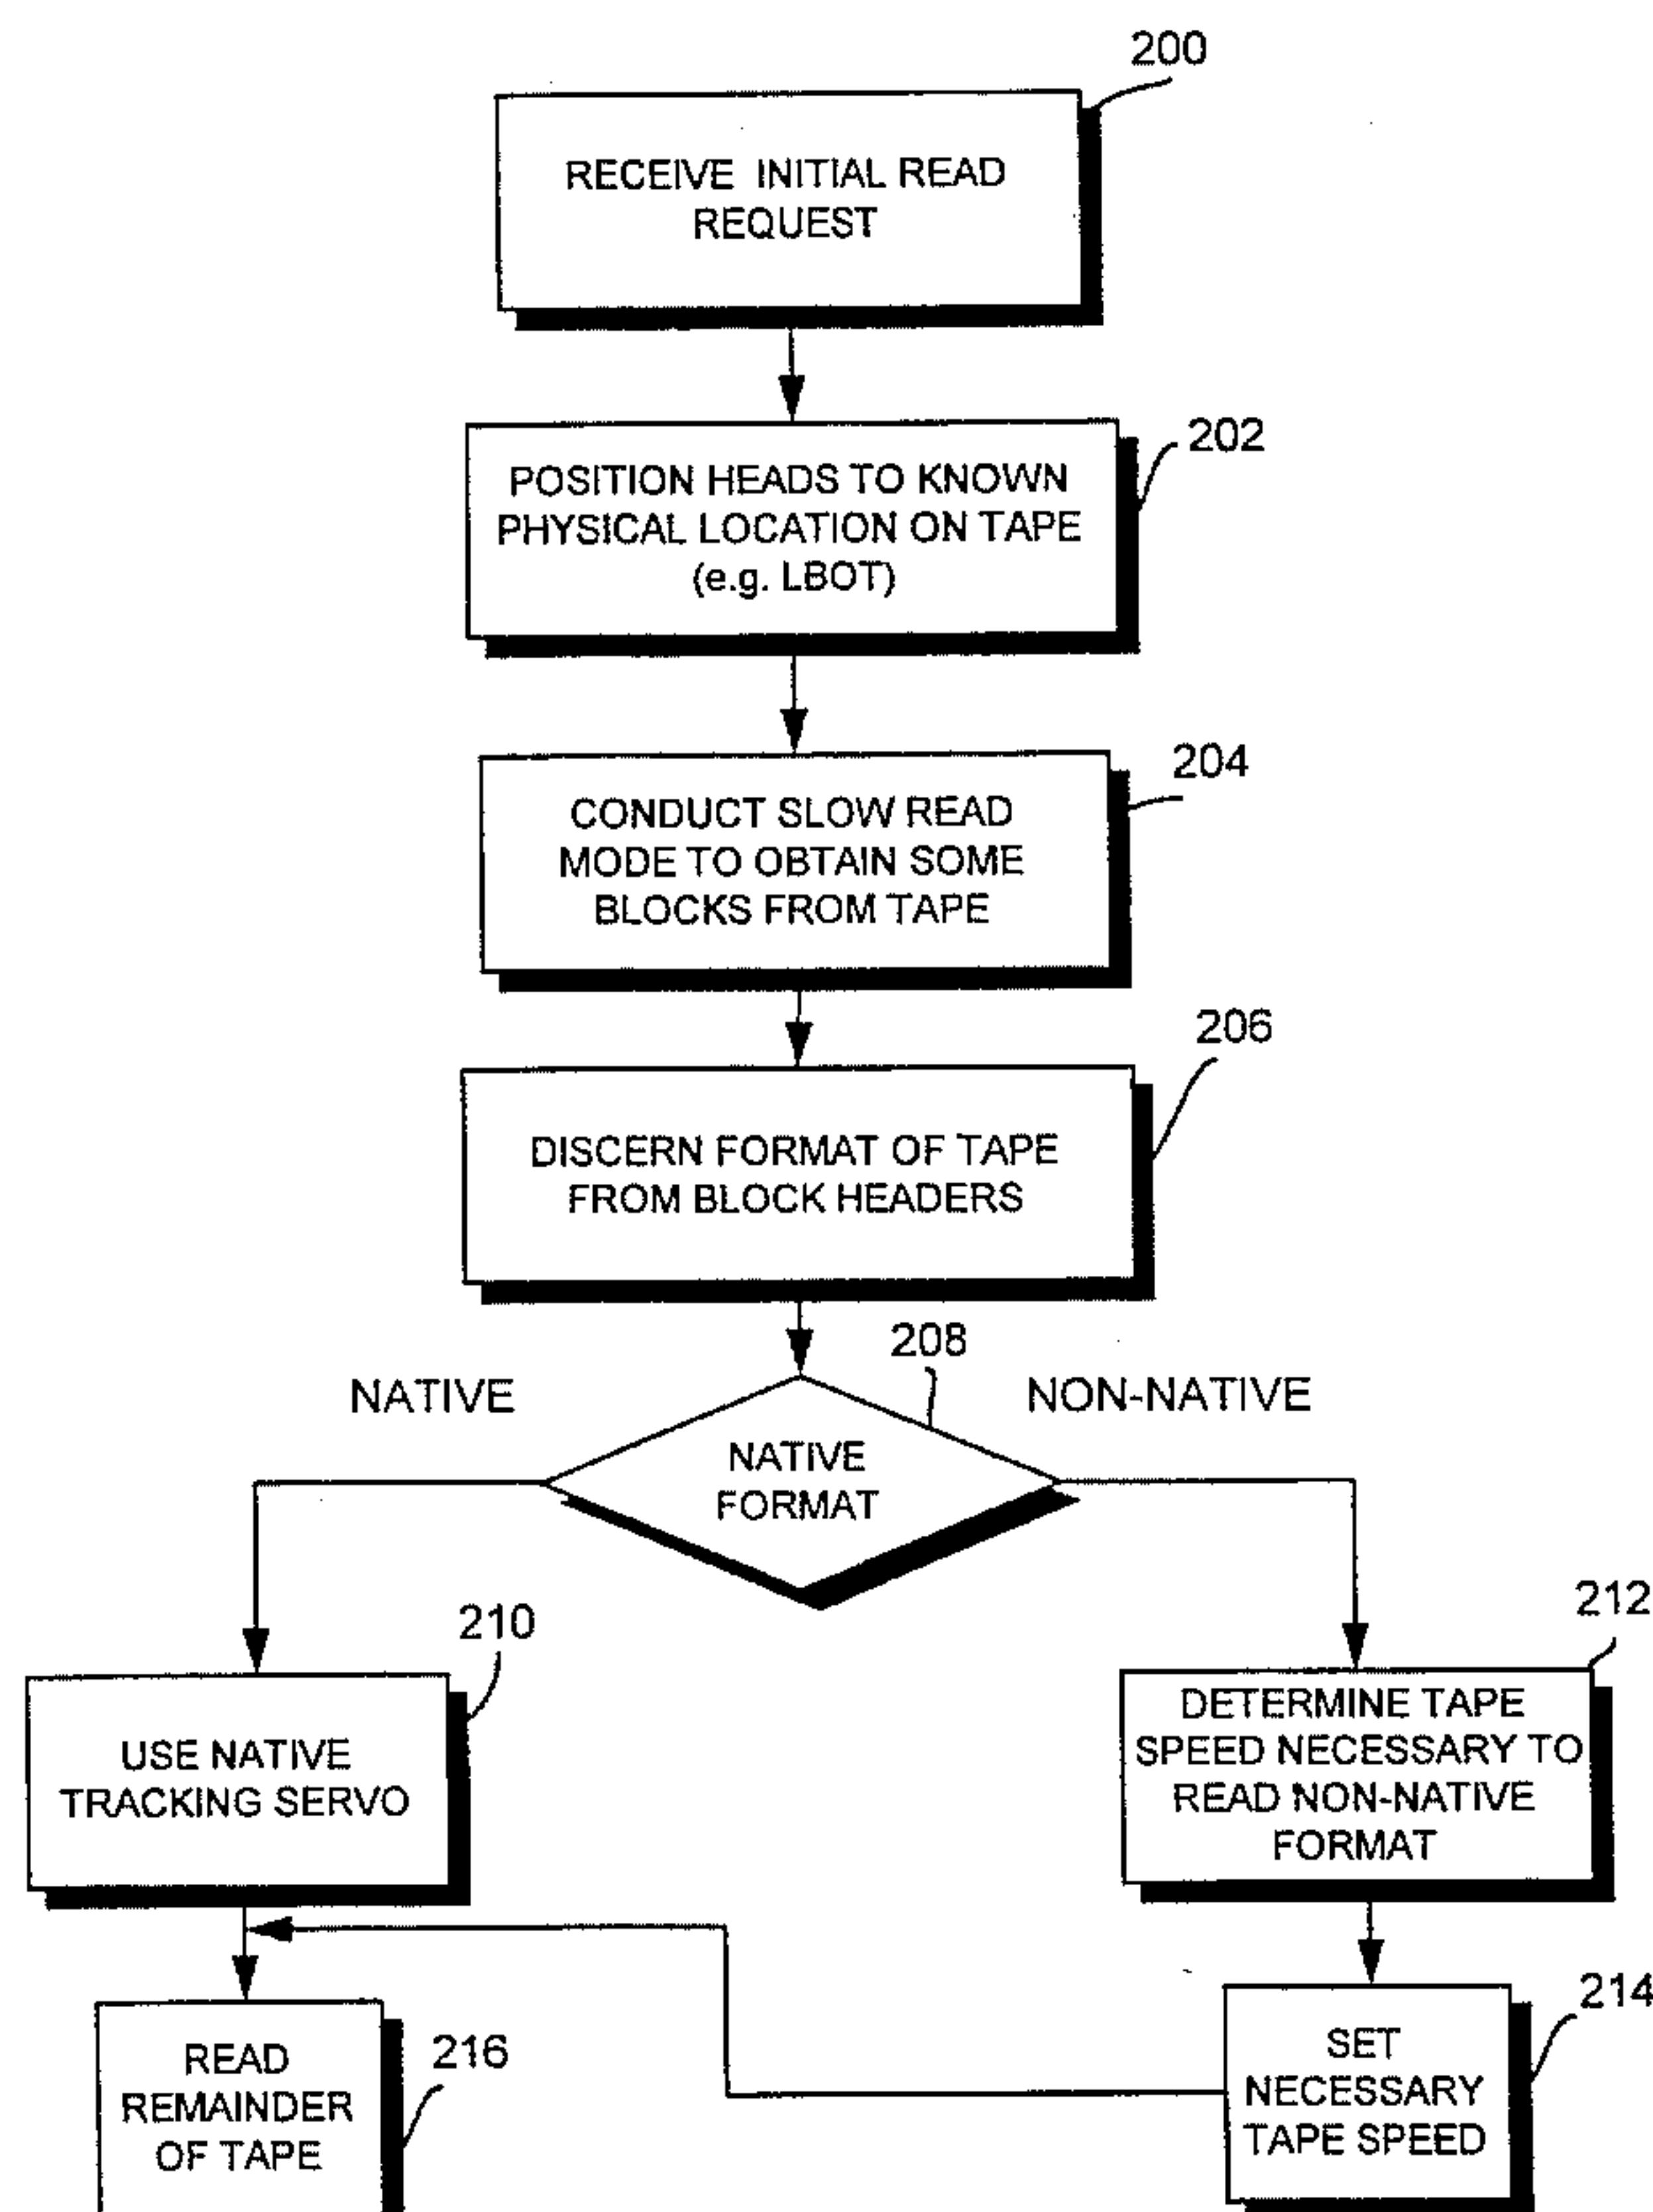 200
RECEIVE INITIAL READ
REQUEST
202
POSITION HEADS TO KNOWN
PHYSICAL LOCATION ON TAPE
(e.g. LBOT)
204
CONDUCT SLOW READ
MODE TO OBTAIN SOME
BLOCKS FROM TAPE
206
DISCERN FORMAT OF TAPE
FROM BLOCK HEADERS
208
NATIVE
NON-NATIVE
NATIVE
FORMAT
210
USE NATIVE
TRACKING SERVO
212
DETERMINE TAPE
SPEED NECESSARY TO
READ NON-NATIVE
FORMAT
214
SET
NECESSARY
TAPE SPEED
216
READ
REMAINDER
OF TAPE